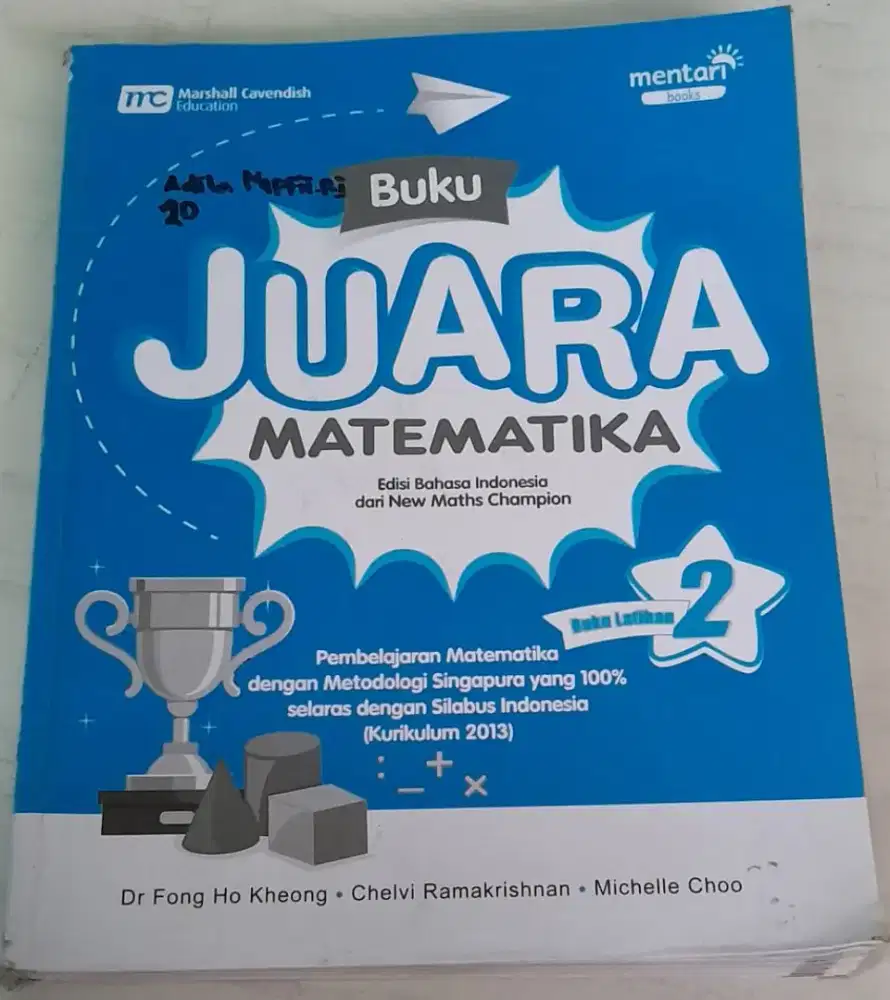 mc Marshall Cavendish
Education
mentari
books
20
Buku
JUARA
MATEMATIKA
Edisi Bahasa Indonesia
dari New Maths Champion
Buku Latihan 2
Pembelajaran Matematika
dengan Metodologi Singapura yang 100%
selaras dengan Silabus Indonesia
(Kurikulum 2013)
: - + ×
Dr Fong Ho Kheong • Chelvi Ramakrishnan • Michelle Choo